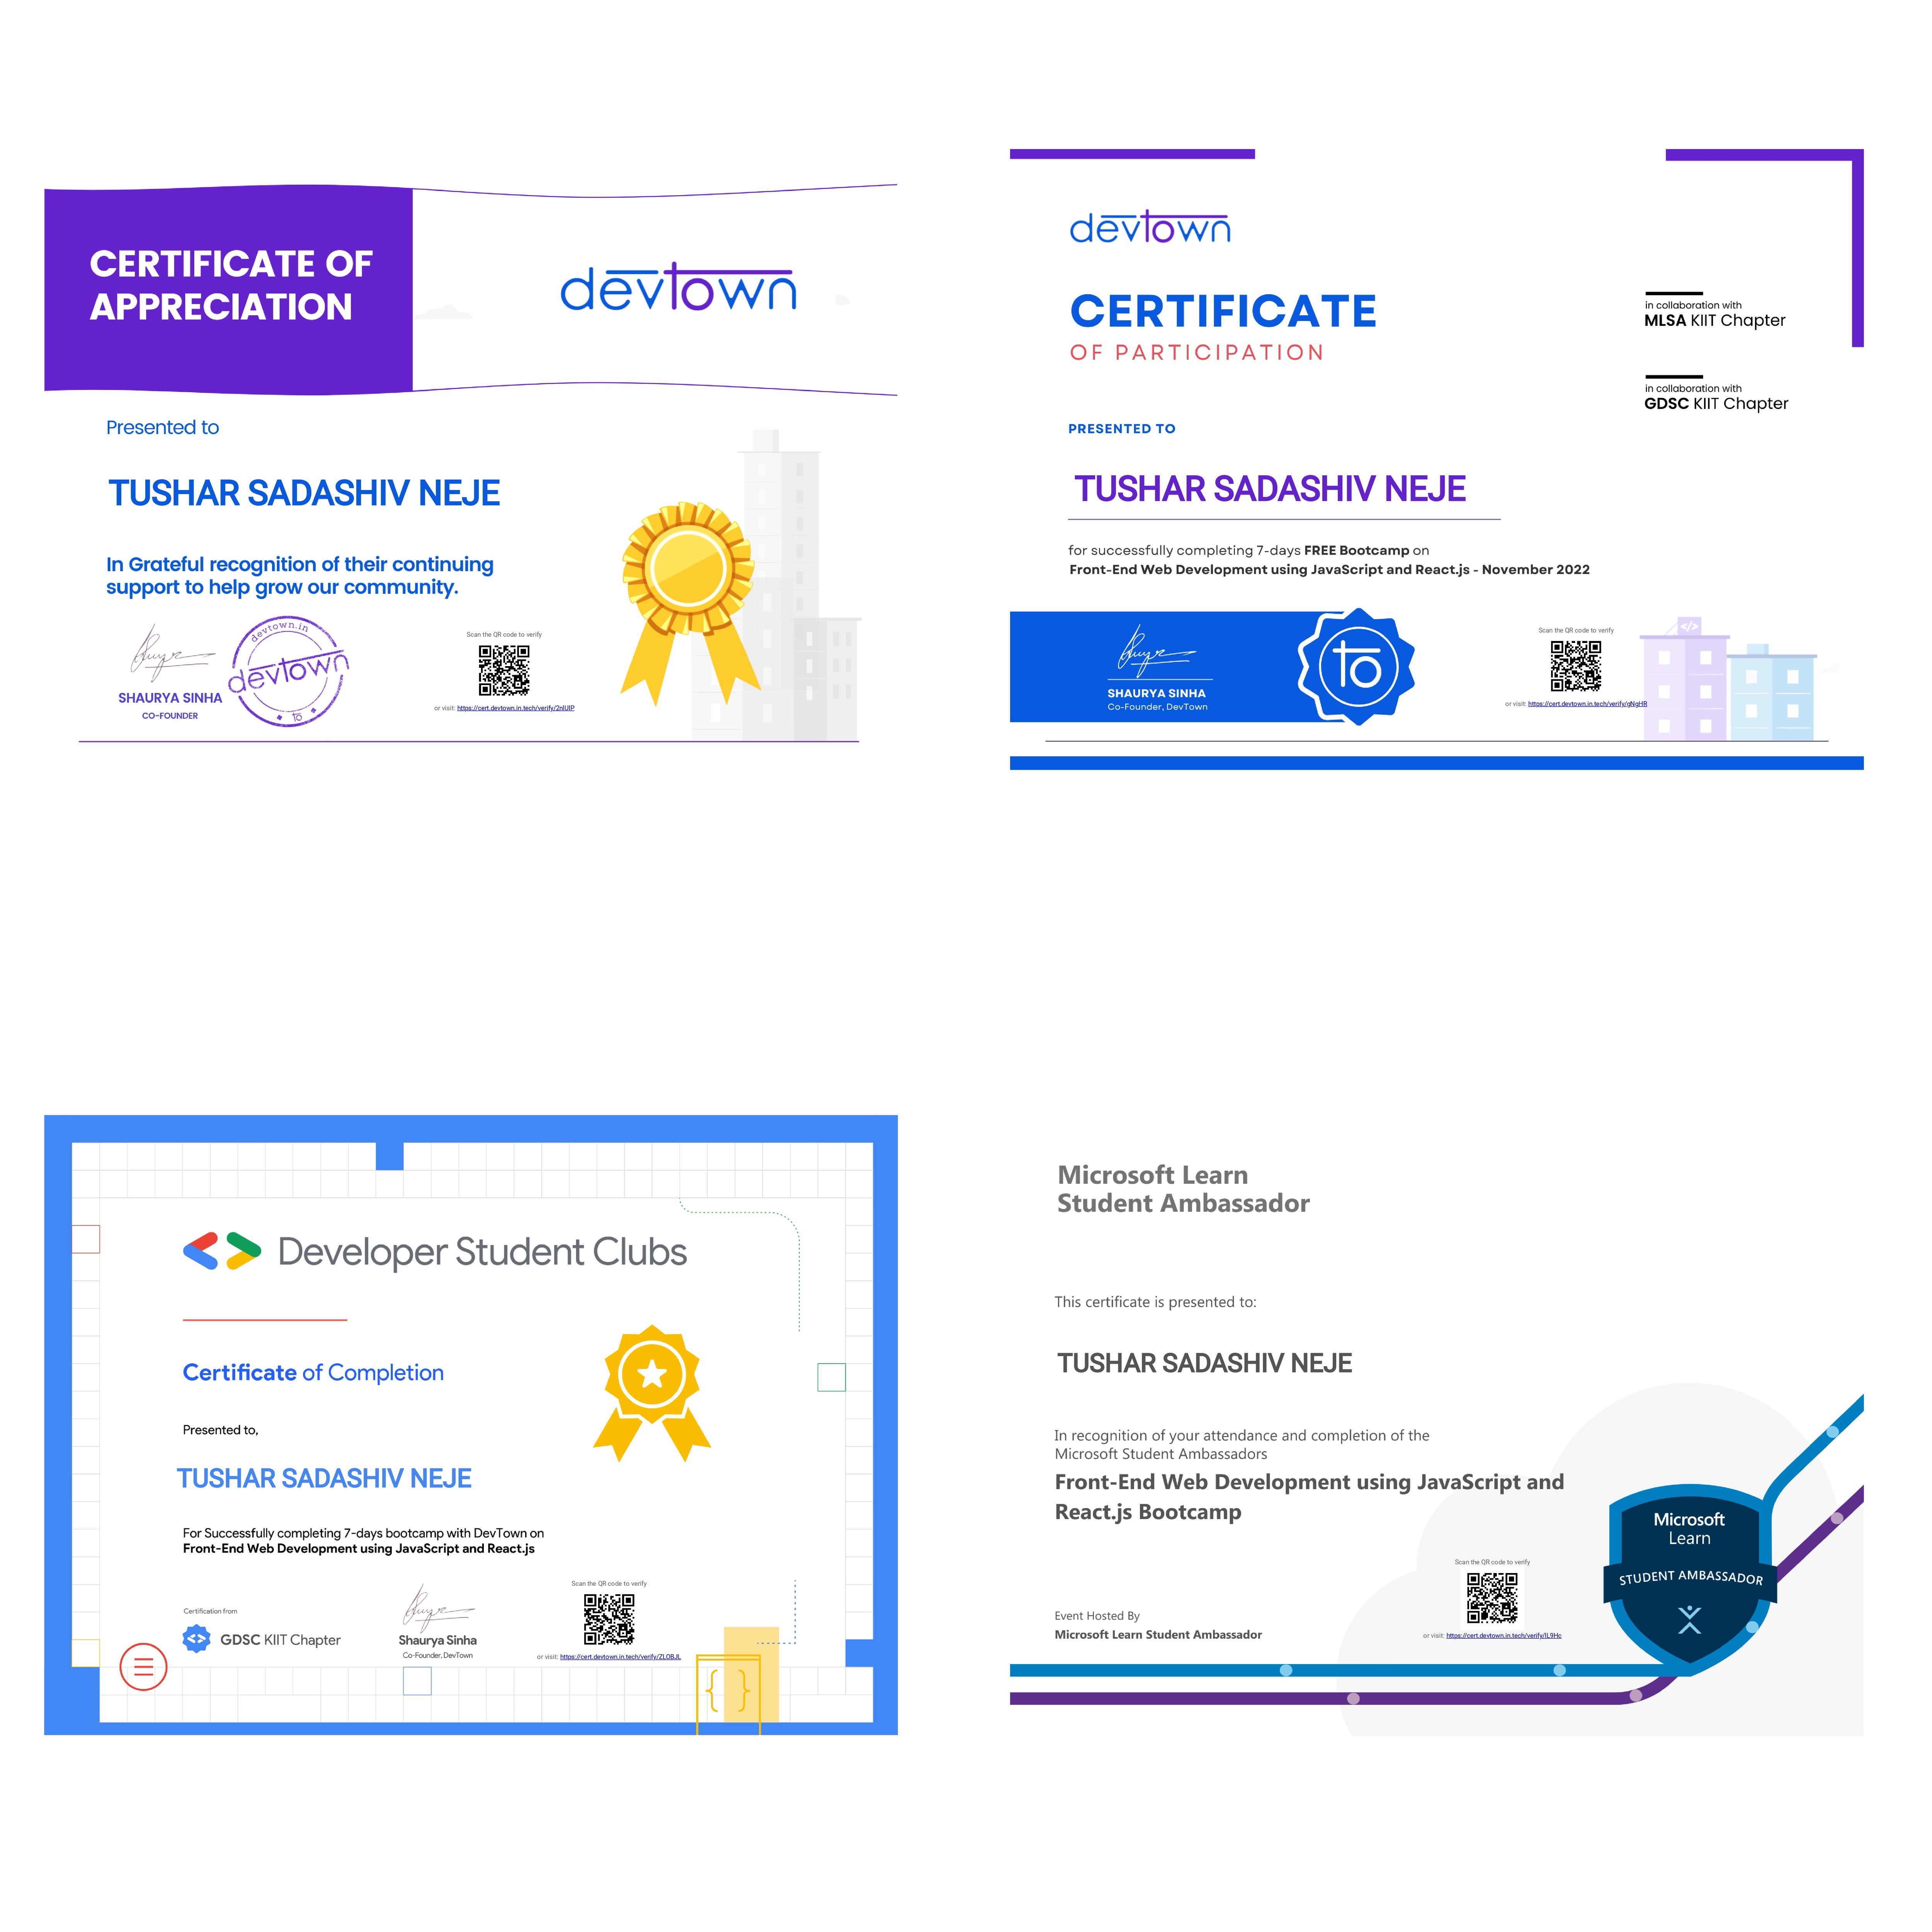 CERTIFICATE OF
APPRECIATION
devtown
Presented to
TUSHAR SADASHIV NEJE
In Grateful recognition of their continuing
support to help grow our community.
SHAURYA SINHA
CO-FOUNDER
devtown.in
devtown
to
Scan the QR code to verify
or visit: https://cert.devtown.in.tech/verify/2nlUIP
devtown
CERTIFICATE
OF PARTICIPATION
in collaboration with
MLSA KIIT Chapter
in collaboration with
GDSC KIIT Chapter
PRESENTED TO
TUSHAR SADASHIV NEJE
for successfully completing 7-days FREE Bootcamp on
Front-End Web Development using JavaScript and React.js - November 2022
SHAURYA SINHA
Co-Founder, DevTown
to
Scan the QR code to verify
or visit: https://cert.devtown.in.tech/verify/gNgHR
</>
Developer Student Clubs
Certificate of Completion
Presented to,
TUSHAR SADASHIV NEJE
For Successfully completing 7-days bootcamp with DevTown on
Front-End Web Development using JavaScript and React.js
Certification from
GDSC KIIT Chapter
Shaurya Sinha
Co-Founder, DevTown
Scan the QR code to verify
or visit: https://cert.devtown.in.tech/verify/ZLOBJL
{ }
Microsoft Learn
Student Ambassador
This certificate is presented to:
TUSHAR SADASHIV NEJE
In recognition of your attendance and completion of the
Microsoft Student Ambassadors
Front-End Web Development using JavaScript and
React.js Bootcamp
Event Hosted By
Microsoft Learn Student Ambassador
Scan the QR code to verify
or visit: https://cert.devtown.in.tech/verify/1L9Hc
Microsoft
Learn
STUDENT AMBASSADOR